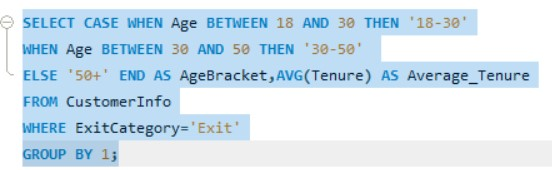 SELECT CASE WHEN Age BETWEEN 18 AND 30 THEN '18-30'
WHEN Age BETWEEN 30 AND 50 THEN '30-50'
ELSE '50+' END AS AgeBracket,AVG(Tenure) AS Average_Tenure
FROM CustomerInfo
WHERE ExitCategory='Exit'
GROUP BY 1;